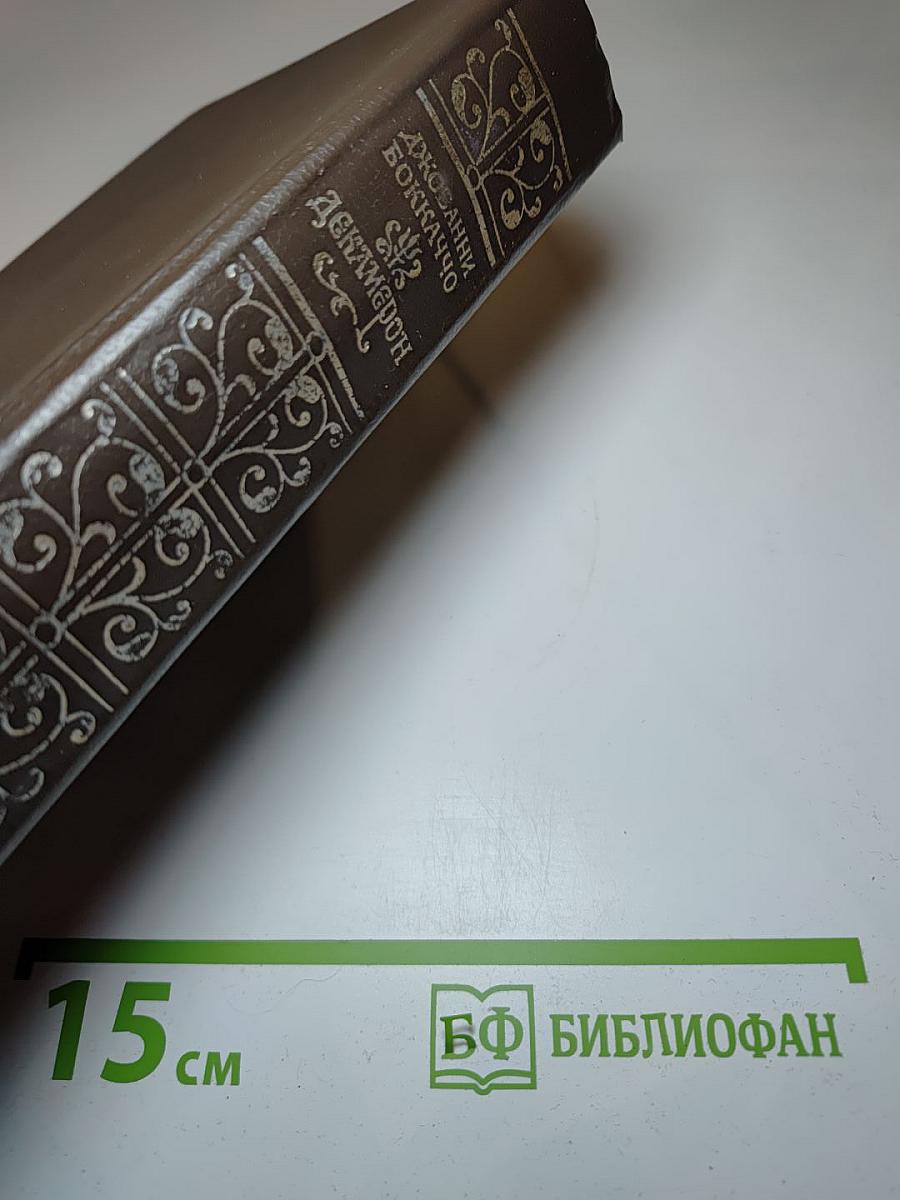 ДЖОВАННИ
БОККАЧЧО
ДЕКАМЕРОН
15 см
БФ БИБЛИОФАН